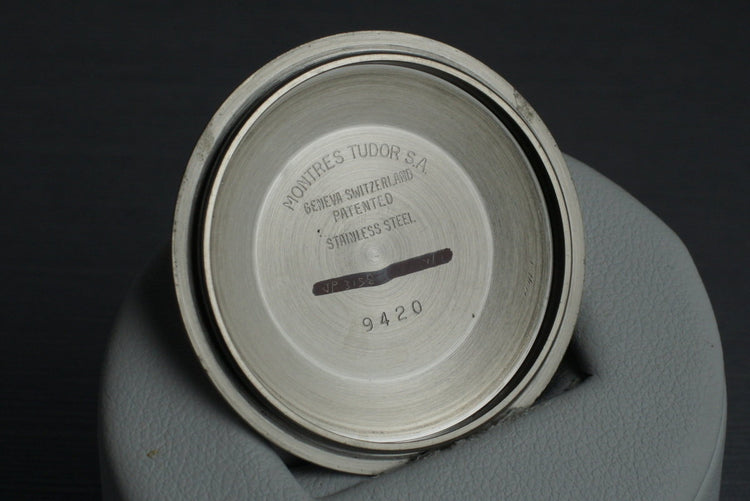 MONTRES TUDOR S.A.
GENEVA SWITZERLAND
PATENTED
STAINLESS STEEL
9420